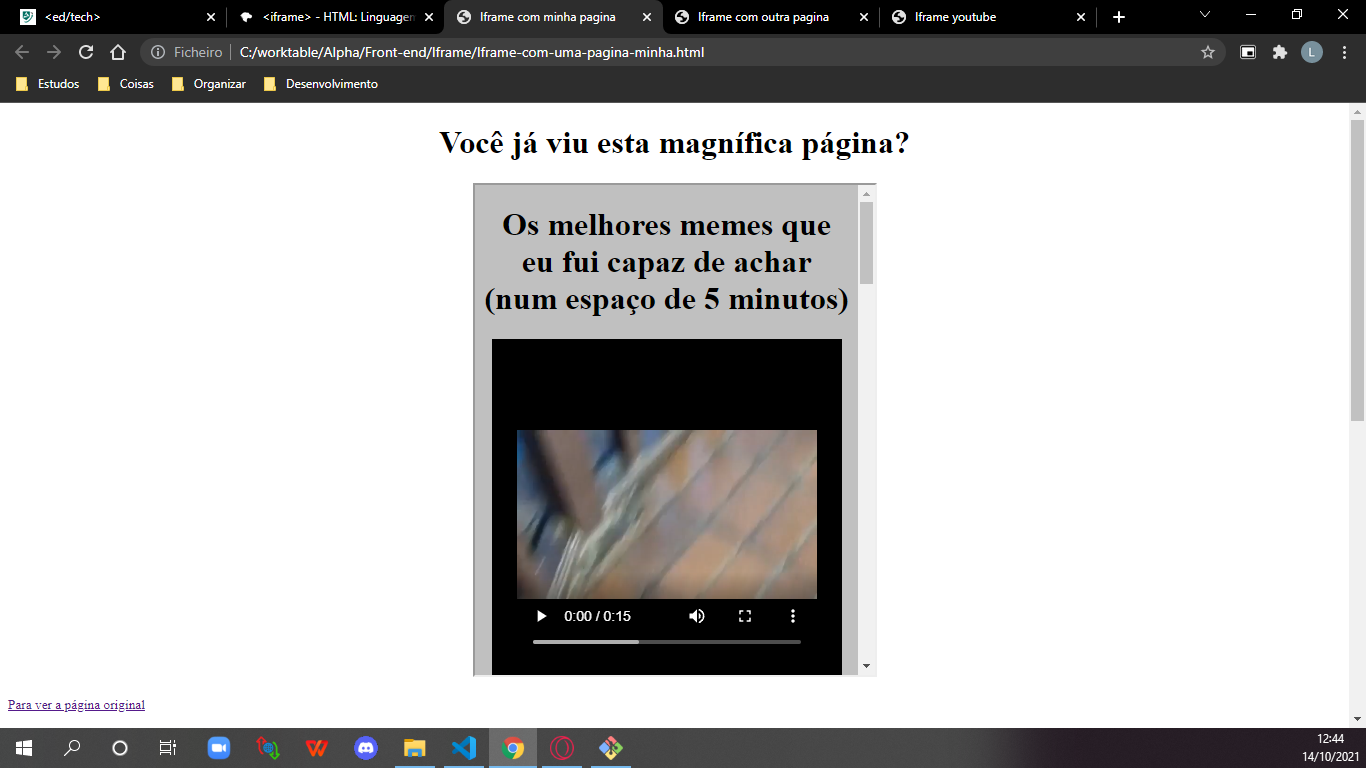 <ed/tech>
<iframe> - HTML: Linguagem
Iframe com minha pagina
Iframe com outra pagina
Iframe youtube
Ficheiro
C:/worktable/Alpha/Front-end/Iframe/Iframe-com-uma-pagina-minha.html
L
Estudos
Coisas
Organizar
Desenvolvimento
Você já viu esta magnífica página?
Os melhores memes que
eu fui capaz de achar
(num espaço de 5 minutos)
0:00 / 0:15
Para ver a página original
12:44
14/10/2021